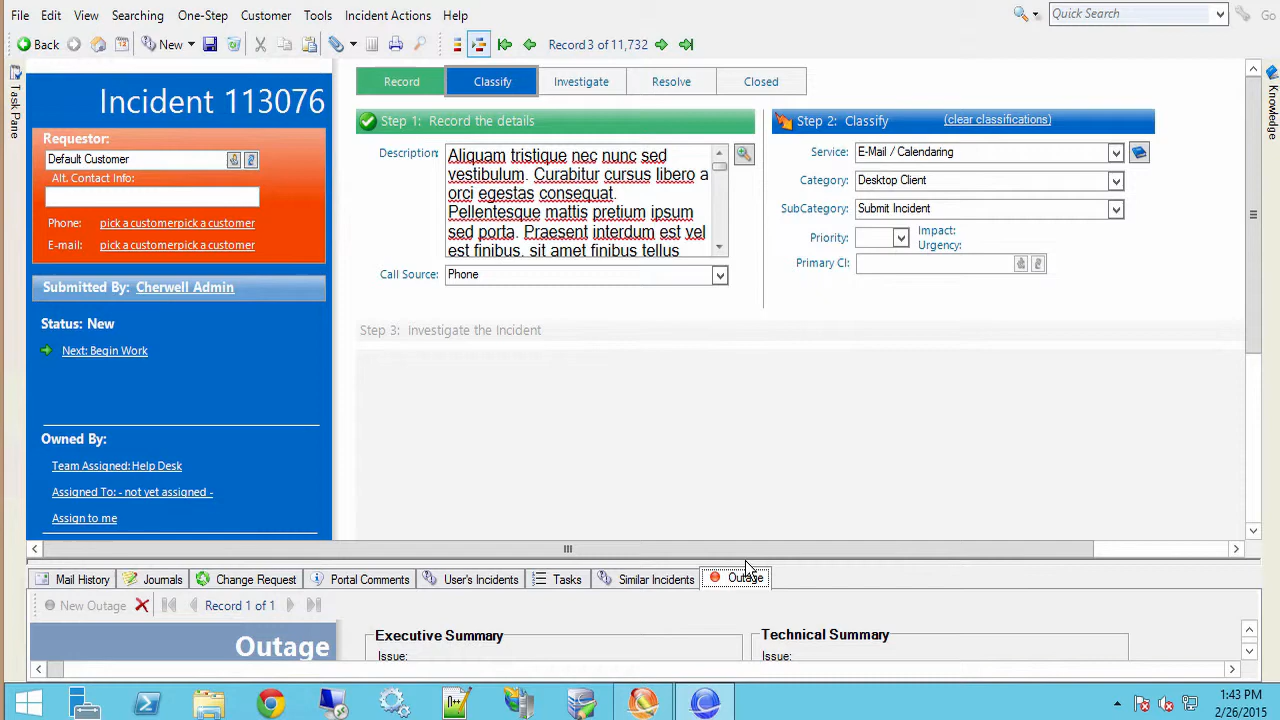 File Edit View Searching One-Step Customer Tools Incident Actions Help Quick Search Go
Back New Record 3 of 11,732
Task Pane
Knowledge
Incident 113076
Requestor:
Default Customer
Alt. Contact Info:
Phone: pick a customerpick a customer
E-mail: pick a customerpick a customer
Submitted By: Cherwell Admin
Status: New
Next: Begin Work
Owned By:
Team Assigned: Help Desk
Assigned To: - not yet assigned -
Assign to me
Record Classify Investigate Resolve Closed
Step 1: Record the details
Description:
Aliquam tristique nec nunc sed
vestibulum. Curabitur cursus libero a
orci egestas consequat.
Pellentesque mattis pretium ipsum
sed porta. Praesent interdum est vel
est finibus, sit amet finibus tellus
Call Source: Phone
Step 2: Classify (clear classifications)
Service: E-Mail / Calendaring
Category: Desktop Client
SubCategory: Submit Incident
Priority: Impact:
Urgency:
Primary CI:
Step 3: Investigate the Incident
Mail History Journals Change Request Portal Comments User's Incidents Tasks Similar Incidents Outage
New Outage Record 1 of 1
Outage
Executive Summary
Issue:
Technical Summary
Issue:
1:43 PM
2/26/2015